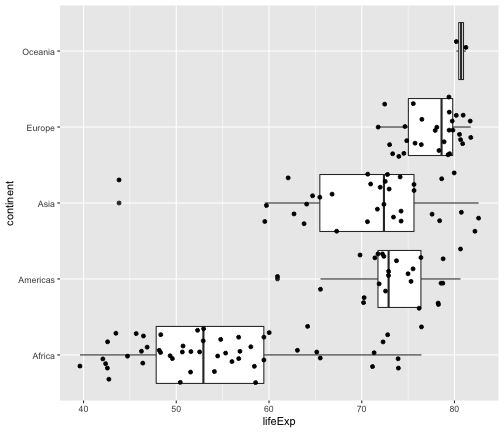 Oceania
Europe
Asia
Americas
Africa
continent
40 50 60 70 80
lifeExp